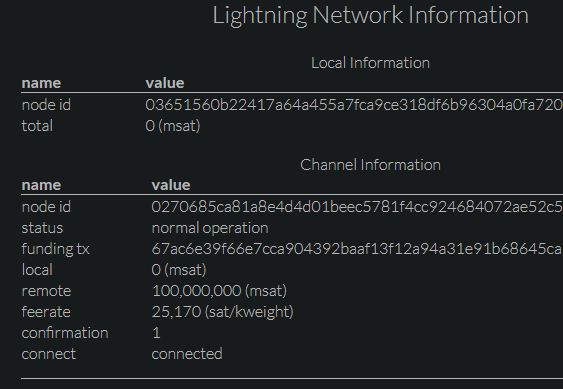 Lightning Network Information
Local Information
name value
node id 03651560b22417a64a455a7fca9ce318df6b96304a0fa720
total 0 (msat)
Channel Information
name value
node id 0270685ca81a8e4d4d01beec5781f4cc924684072ae52c5
status normal operation
funding tx 67ac6e39f66e7cca904392baaf13f12a94a31e91b68645ca
local 0 (msat)
remote 100,000,000 (msat)
feerate 25,170 (sat/kweight)
confirmation 1
connect connected